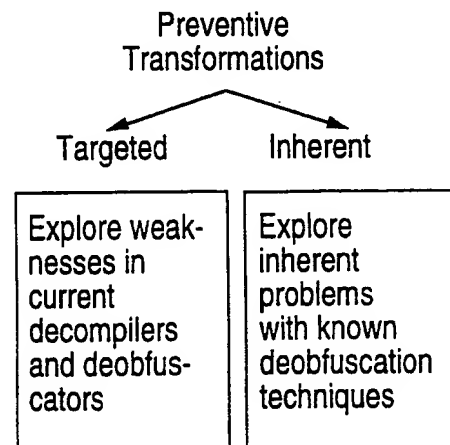 Preventive
Transformations
Targeted
Inherent
Explore weak-
nesses in
current
decompilers
and deobfus-
cators
Explore
inherent
problems
with known
deobfuscation
techniques